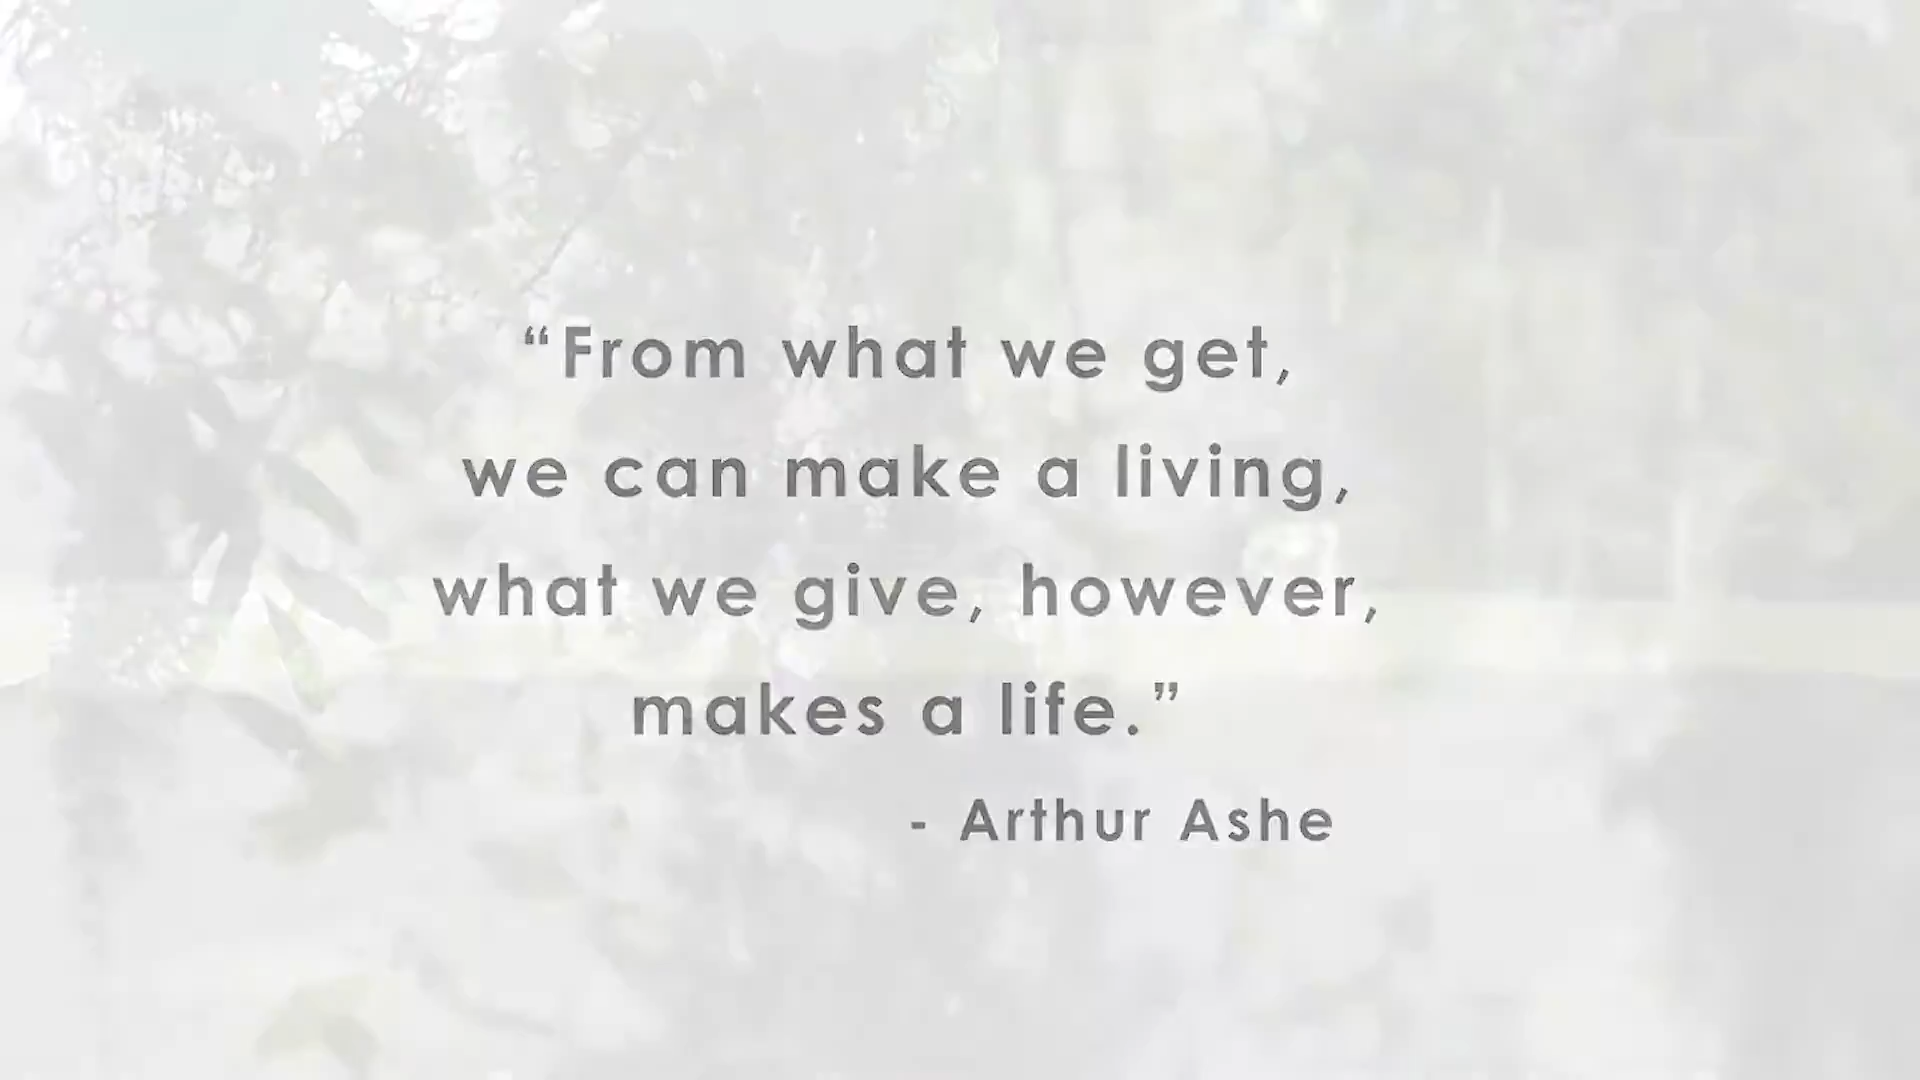 “From what we get,
we can make a living,
what we give, however,
makes a life.”
- Arthur Ashe